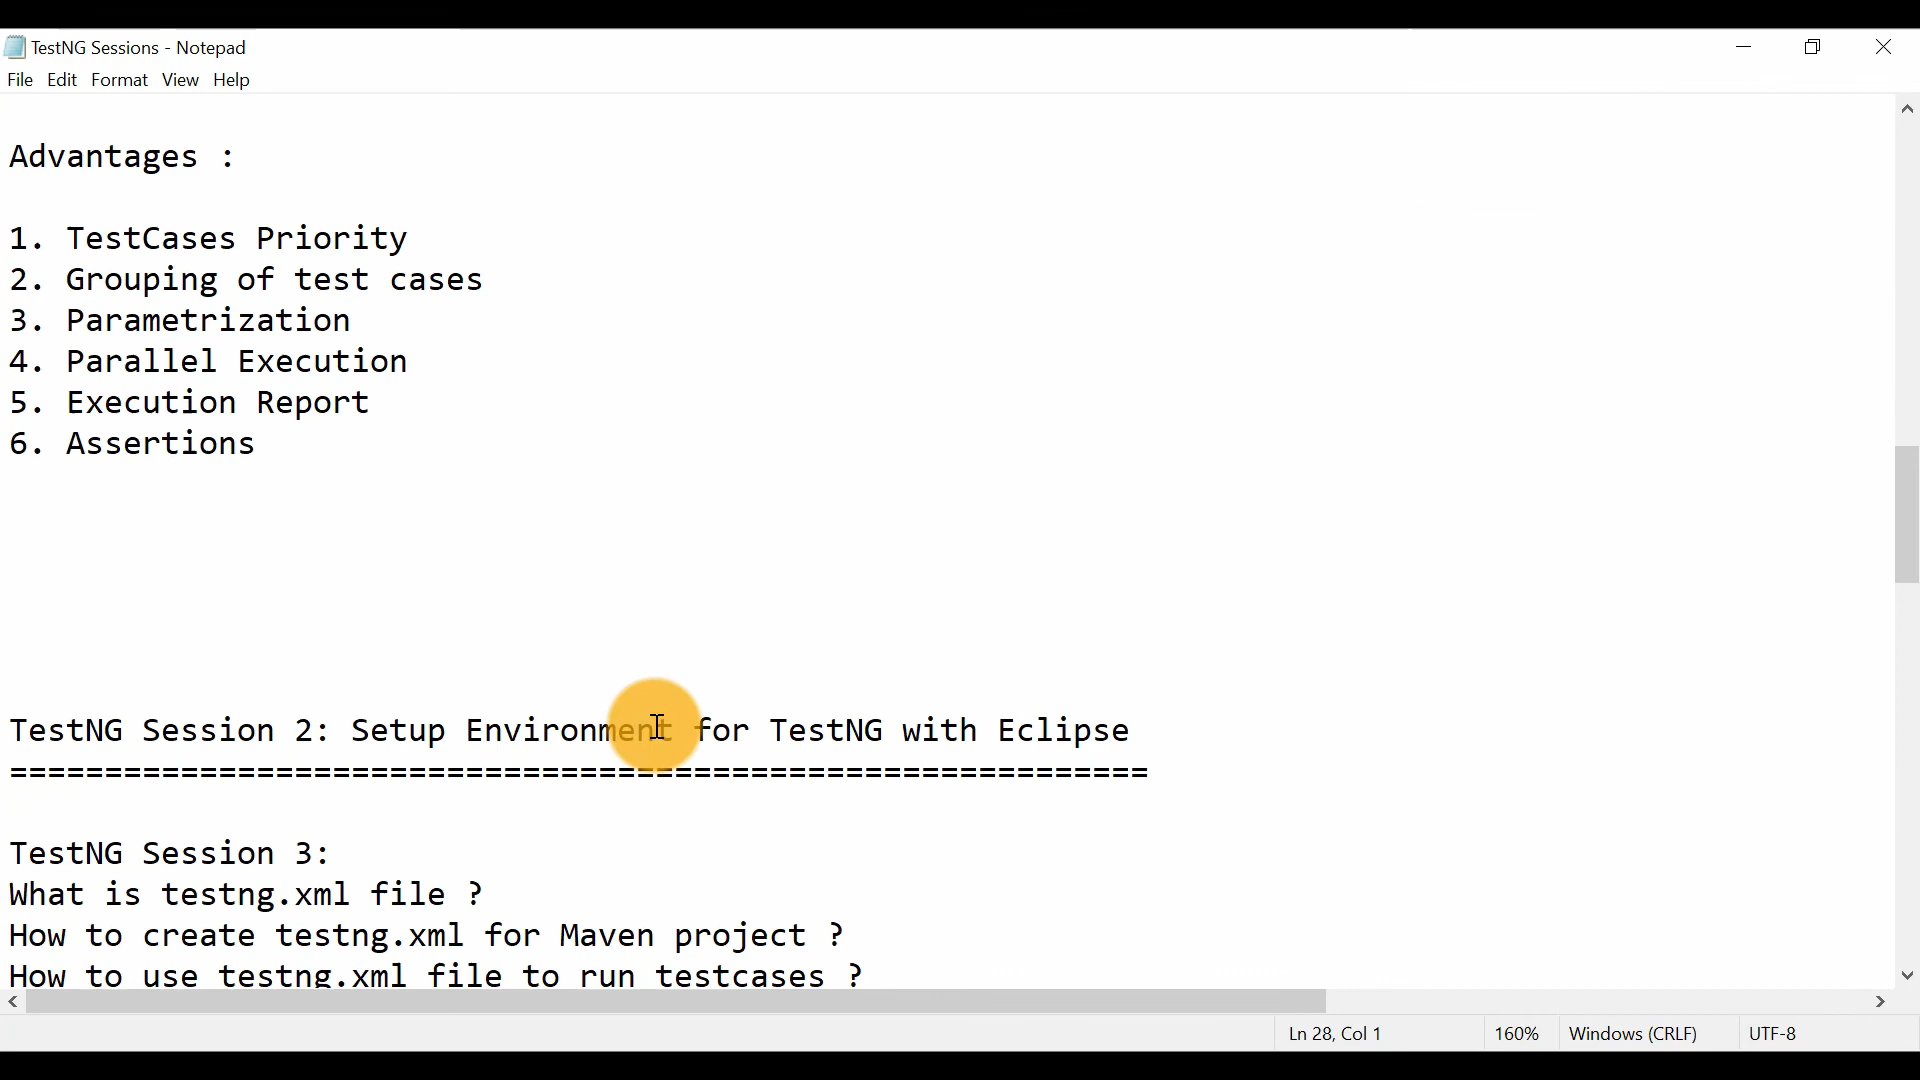 TestNG Sessions - Notepad
File Edit Format View Help
Advantages :
1. TestCases Priority
2. Grouping of test cases
3. Parametrization
4. Parallel Execution
5. Execution Report
6. Assertions
TestNG Session 2: Setup Environment for TestNG with Eclipse
============================================================
TestNG Session 3:
What is testng.xml file ?
How to create testng.xml for Maven project ?
How to use testng.xml file to run testcases ?
Ln 28, Col 1 160% Windows (CRLF) UTF-8